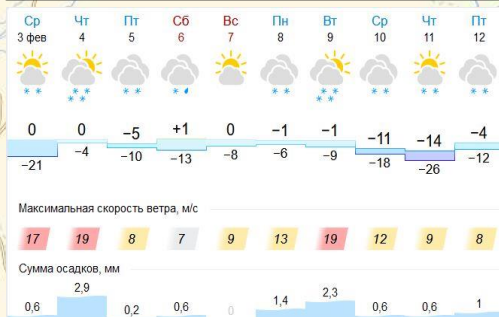 Ср Чт Пт Сб Вс Пн Вт Ср Чт Пт
3 фев 4 5 6 7 8 9 10 11 12
0 0 −5 +1 0 −1 −1 −11 −14 −4
−21 −4 −10 −13 −8 −6 −9 −18 −26 −12
Максимальная скорость ветра, м/с
17 19 8 7 9 13 19 12 9 8
Сумма осадков, мм
0,6 2,9 0,2 0,6 0 1,4 2,3 0,6 0,6 1